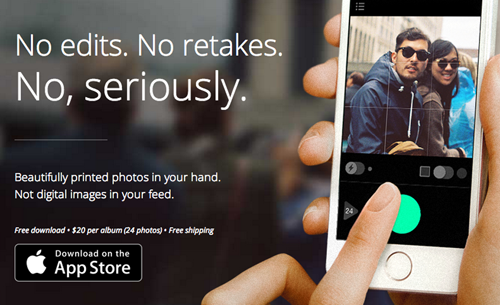 No edits. No retakes.
No, seriously.
Beautifully printed photos in your hand.
Not digital images in your feed.
Free download • $20 per album (24 photos) • Free shipping
Download on the
App Store
24